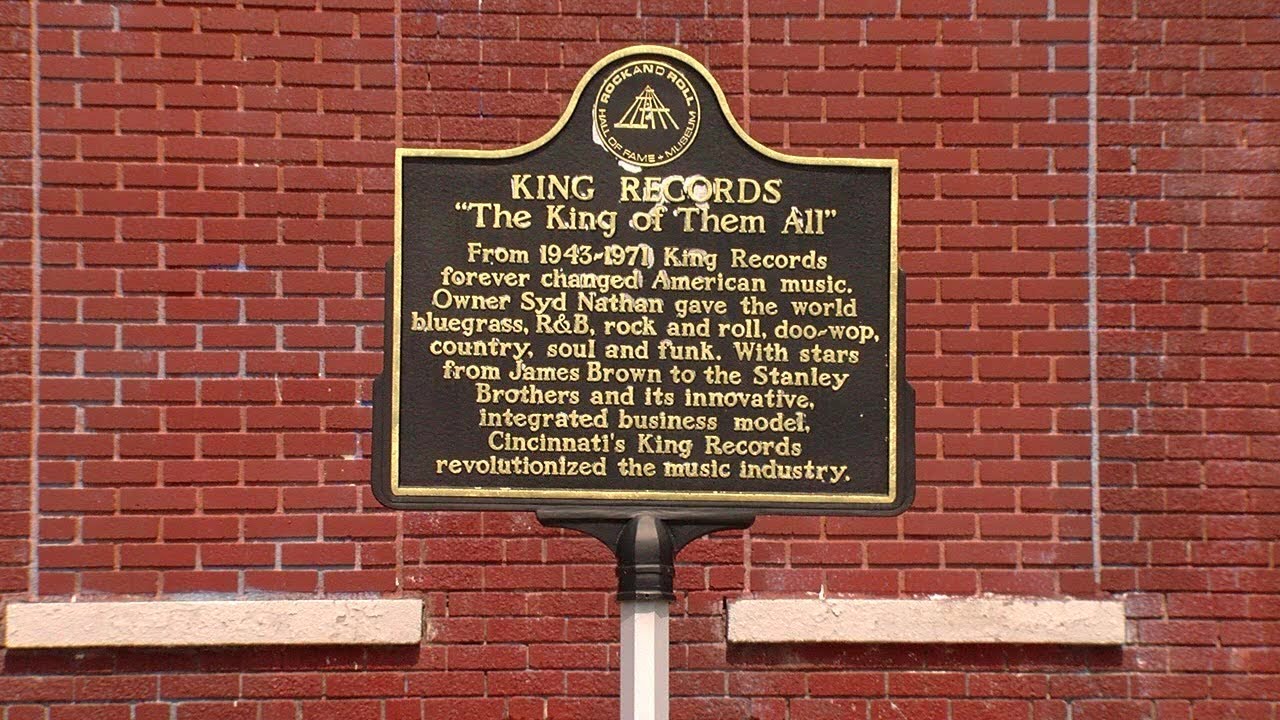 ROCK AND ROLL
HALL OF FAME + MUSEUM
KING RECORDS
"The King of Them All"
From 1943-1971 King Records
forever changed American music.
Owner Syd Nathan gave the world
bluegrass, R&B, rock and roll, doo-wop,
country, soul and funk. With stars
from James Brown to the Stanley
Brothers and its innovative,
integrated business model,
Cincinnati's King Records
revolutionized the music industry.